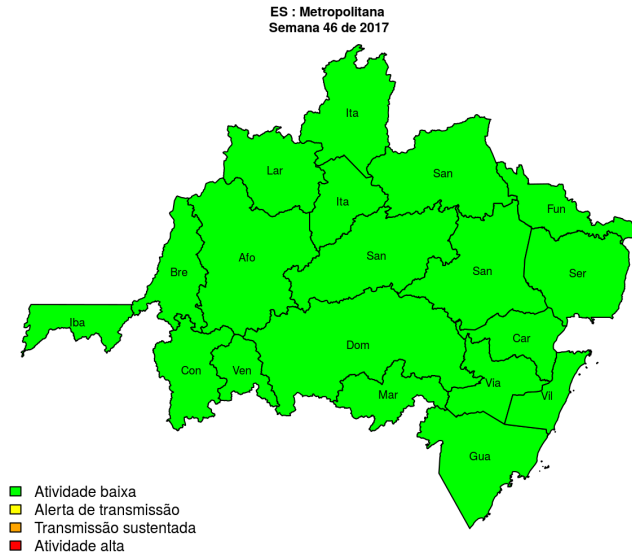 ES : Metropolitana
Semana 46 de 2017
Ita
Lar
San
Ita
Fun
Afo
San
San
Bre
Ser
Iba
Car
Dom
Con
Ven
Via
Mar
Vil
Gua
Atividade baixa
Alerta de transmissão
Transmissão sustentada
Atividade alta